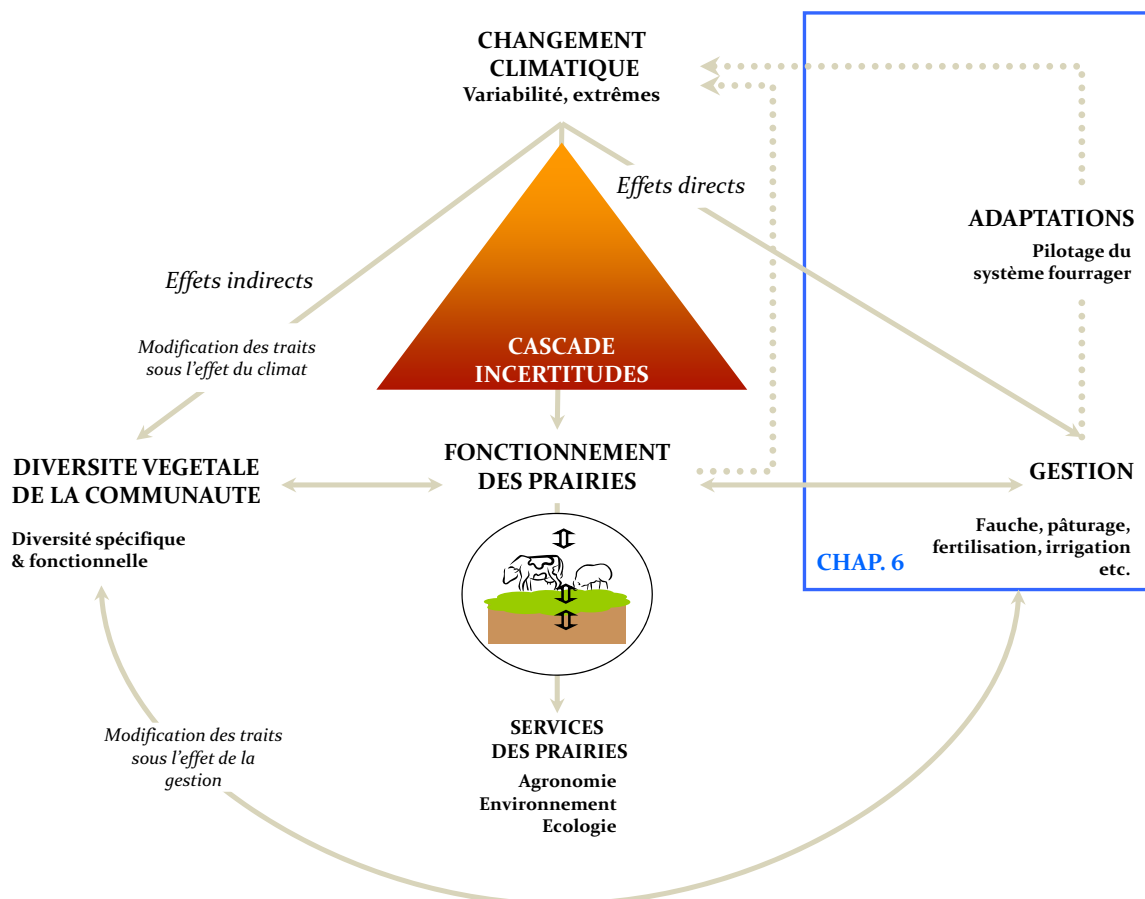 CHANGEMENT
CLIMATIQUE
Variabilité, extrêmes
Effets directs
ADAPTATIONS
Pilotage du
système fourrager
Effets indirects
Modification des traits
sous l'effet du climat
CASCADE
INCERTITUDES
DIVERSITE VEGETALE
DE LA COMMUNAUTE
Diversité spécifique
& fonctionnelle
FONCTIONNEMENT
DES PRAIRIES
GESTION
Fauche, pâturage,
fertilisation, irrigation
etc.
CHAP. 6
Modification des traits
sous l'effet de la
gestion
SERVICES
DES PRAIRIES
Agronomie
Environnement
Ecologie